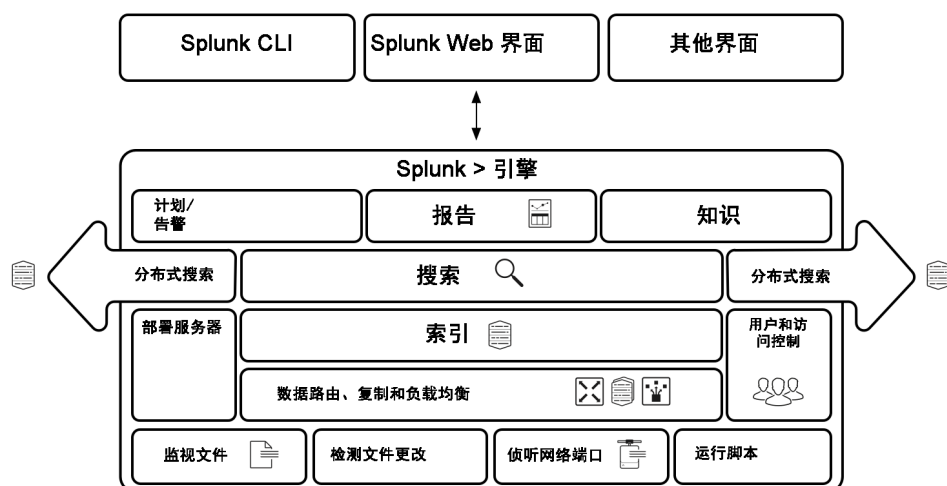 Splunk CLI
Splunk Web 界面
其他界面
Splunk > 引擎
计划/
告警
报告
知识
分布式搜索
搜索
分布式搜索
部署服务器
索引
用户和访
问控制
数据路由、复制和负载均衡
监视文件
检测文件更改
侦听网络端口
运行脚本